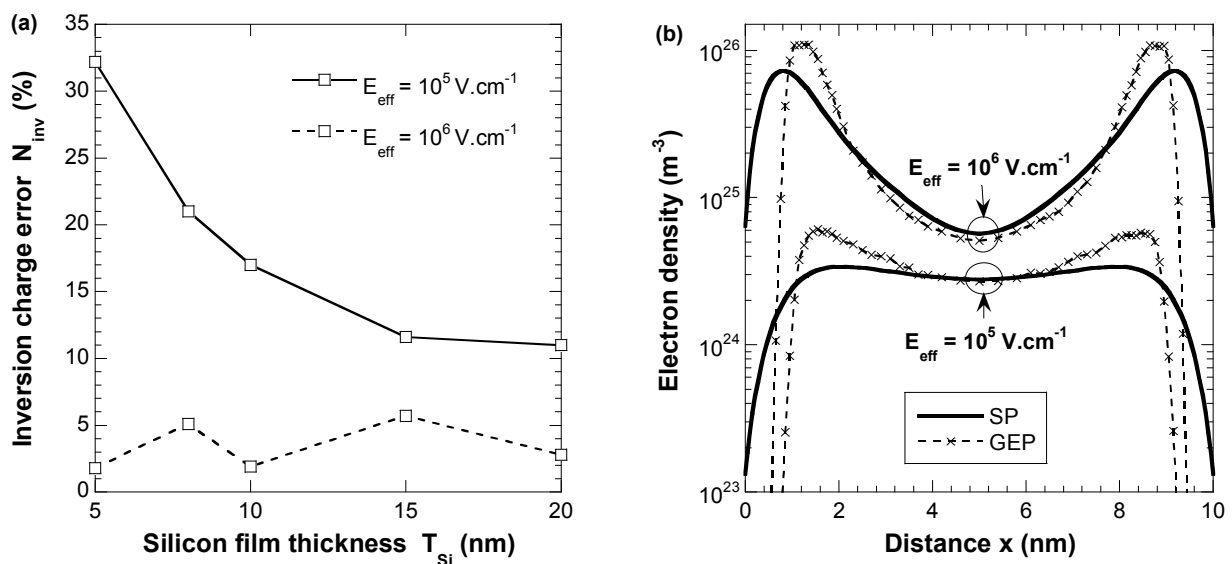 (a)
Inversion charge error N_inv (%)
35
30
25
20
15
10
5
0
E_eff = 10^5 V.cm^-1
E_eff = 10^6 V.cm^-1
5
10
15
20
Silicon film thickness T_Si (nm)
(b)
Electron density (m^-3)
10^26
10^25
10^24
10^23
E_eff = 10^6 V.cm^-1
E_eff = 10^5 V.cm^-1
SP
GEP
0
2
4
6
8
10
Distance x (nm)